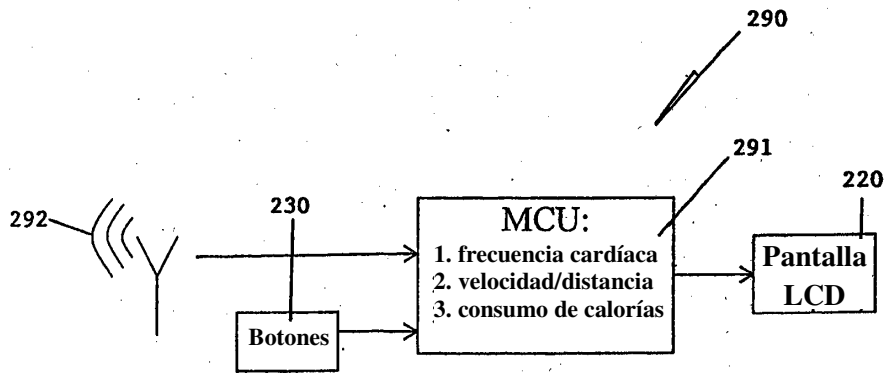 290
291
220
292
230
MCU:
1. frecuencia cardíaca
2. velocidad/distancia
3. consumo de calorías
Pantalla
LCD
Botones